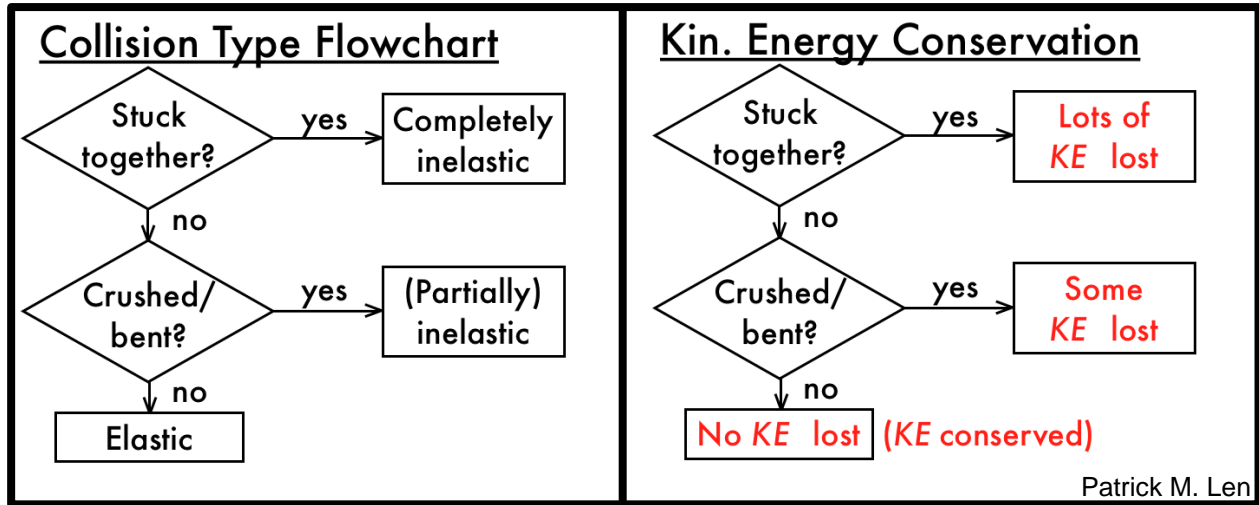 Collision Type Flowchart
Stuck
together?
yes
Completely
inelastic
no
Crushed/
bent?
yes
(Partially)
inelastic
no
Elastic
Kin. Energy Conservation
Stuck
together?
yes
Lots of
KE lost
no
Crushed/
bent?
yes
Some
KE lost
no
No KE lost (KE conserved)
Patrick M. Len